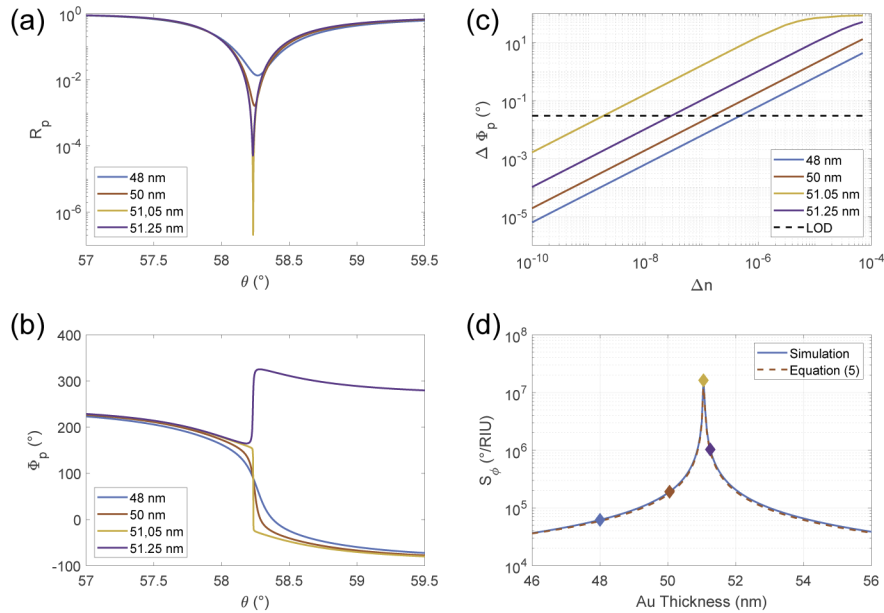 (a)
10^0
10^-2
10^-4
10^-6
R_p
48 nm
50 nm
51,05 nm
51.25 nm
57 57.5 58 58.5 59 59.5
θ (°)
(c)
10^1
10^-1
10^-3
10^-5
Δ Φ_p (°)
48 nm
50 nm
51.05 nm
51.25 nm
LOD
10^-10 10^-8 10^-6 10^-4
Δn
(b)
400
300
200
100
0
-100
Φ_p (°)
48 nm
50 nm
51,05 nm
51.25 nm
57 57.5 58 58.5 59 59.5
θ (°)
(d)
10^8
10^7
10^6
10^5
10^4
S_ϕ (°/RIU)
Simulation
Equation (5)
46 48 50 52 54 56
Au Thickness (nm)